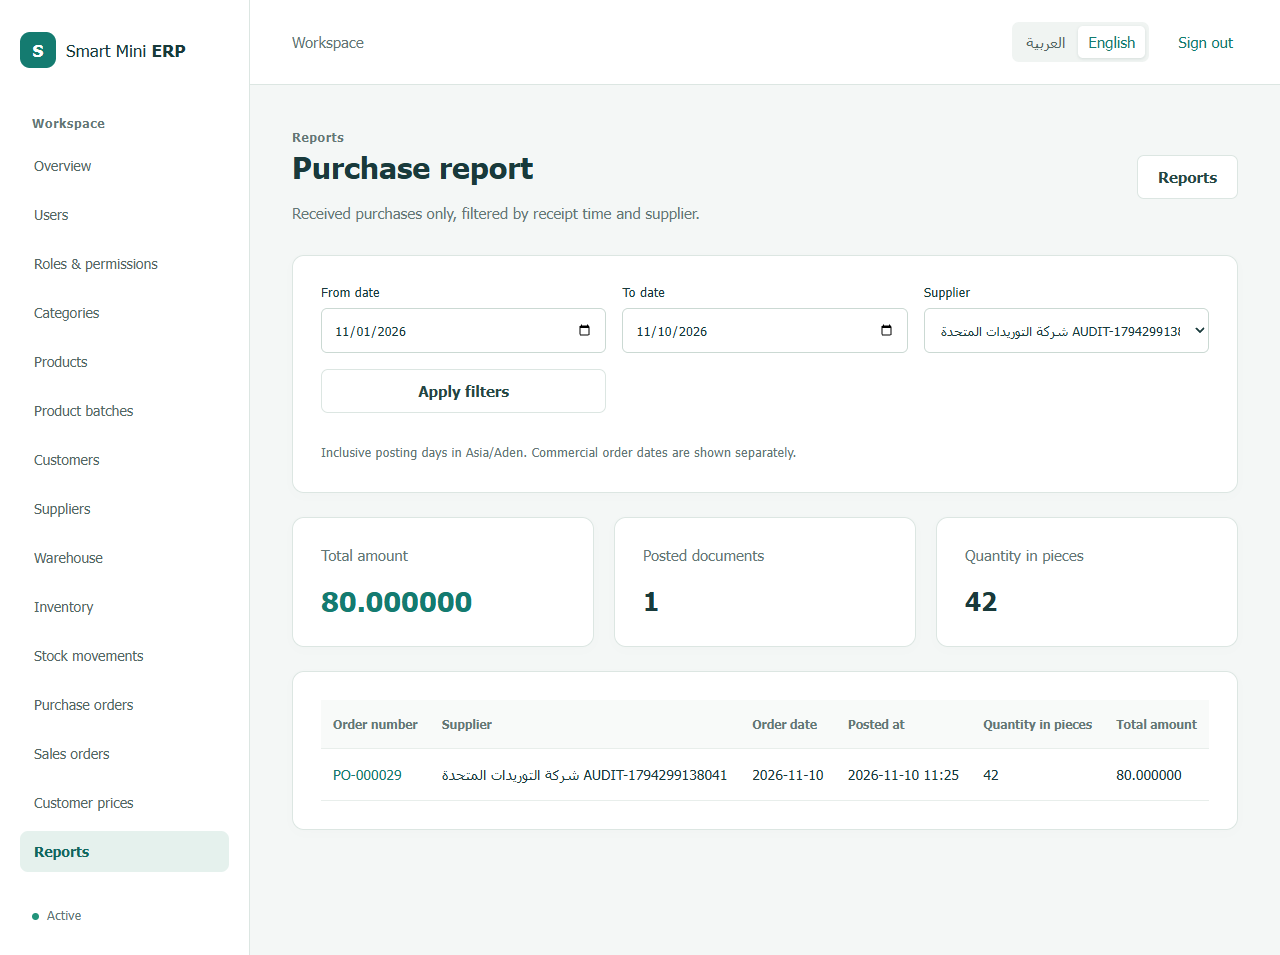 S Smart Mini ERP
Workspace
Overview
Users
Roles & permissions
Categories
Products
Product batches
Customers
Suppliers
Warehouse
Inventory
Stock movements
Purchase orders
Sales orders
Customer prices
Reports
Active
Workspace
العربية English Sign out
Reports
Purchase report
Received purchases only, filtered by receipt time and supplier.
Reports
From date To date Supplier
11/01/2026 11/10/2026 شركة التوريدات المتحدة AUDIT-179429913
Apply filters
Inclusive posting days in Asia/Aden. Commercial order dates are shown separately.
Total amount Posted documents Quantity in pieces
80.000000 1 42
Order number Supplier Order date Posted at Quantity in pieces Total amount
PO-000029 شركة التوريدات المتحدة AUDIT-1794299138041 2026-11-10 2026-11-10 11:25 42 80.000000